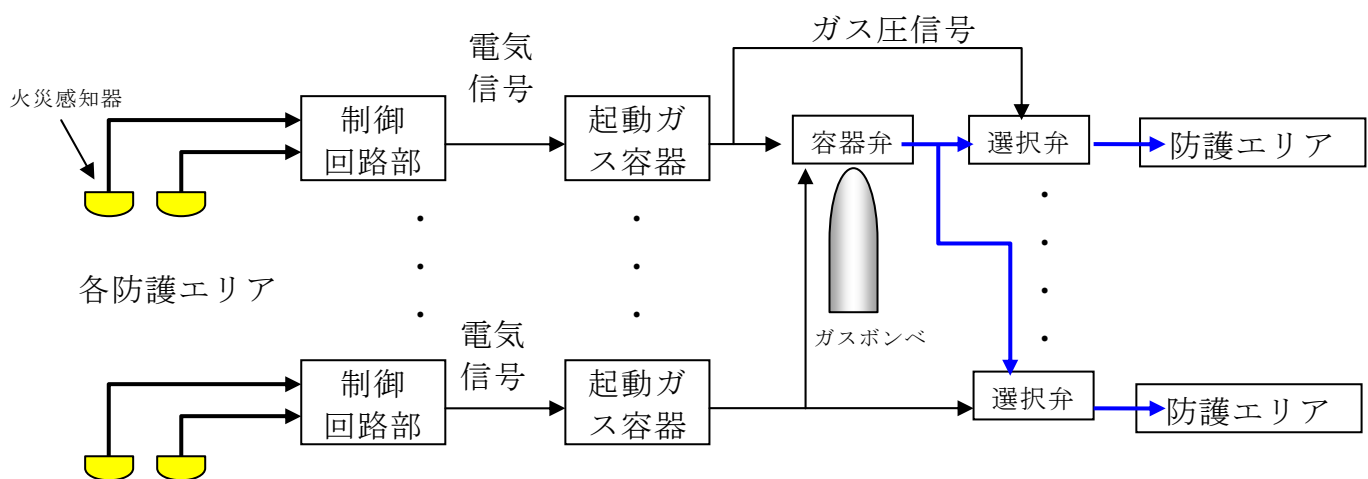 ガス圧信号
電気
信号
火災感知器
制御
回路部
起動ガ
ス容器
容器弁
選択弁
防護エリア
各防護エリア
ガスボンベ
電気
信号
制御
回路部
起動ガ
ス容器
選択弁
防護エリア